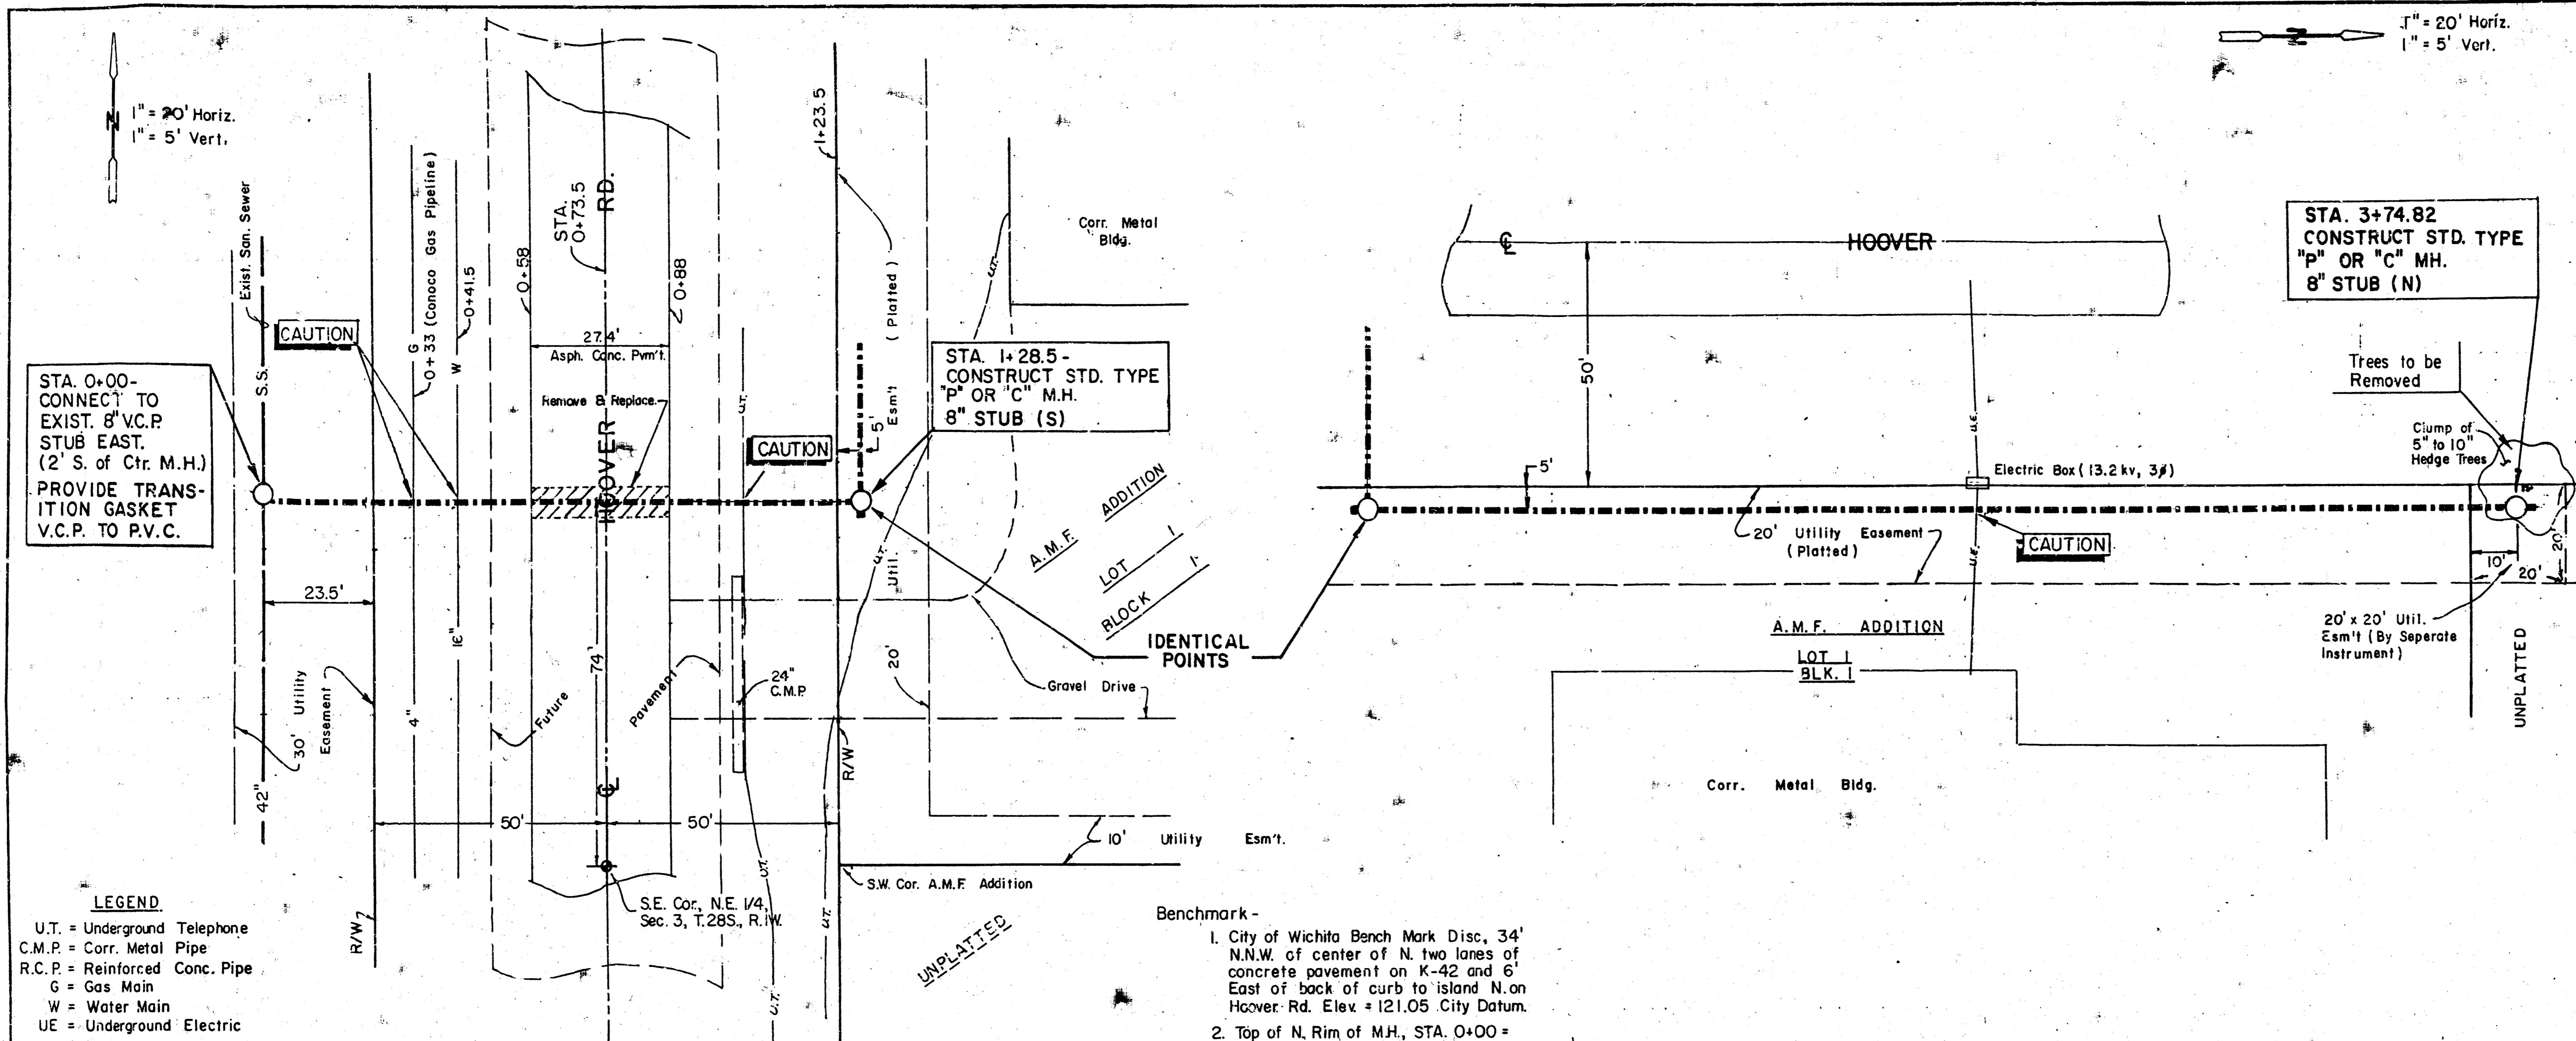 N
1" = 20' Horiz.
1" = 5' Vert.
N
1" = 20' Horiz.
1" = 5' Vert.
Exist. San. Sewer
S.S.
CAUTION
G
0+33 (Conoco Gas Pipeline)
W
0+41.5
0+58
STA.
0+73.5
HOOVER RD.
0+88
27.4'
Asph. Conc. Pvm't.
Remove & Replace
U.T.
1+23.5
Esm't (Platted)
5'
U.T.
Corr. Metal
Bldg.
STA. 0+00-
CONNECT TO
EXIST. 8" V.C.P.
STUB EAST.
(2' S. of Ctr. M.H.)
PROVIDE TRANS-
ITION GASKET
V.C.P. TO P.V.C.
CAUTION
STA. 1+28.5-
CONSTRUCT STD. TYPE
"P" OR "C" M.H.
8" STUB (S)
A.M.F. ADDITION
LOT 1
BLOCK 1
IDENTICAL
POINTS
23.5'
30' Utility
Easement
42"
4"
16"
74'
Future
Pavement
24"
C.M.P.
U.T.
Util.
20'
Gravel Drive
R/W
50'
℄
50'
10' Utility Esm't.
S.W. Cor. A.M.F. Addition
S.E. Cor., N.E. 1/4,
Sec. 3, T.28S., R.1W.
R/W
U.T.
U.T.
U.T.
UNPLATTED
LEGEND
U.T. = Underground Telephone
C.M.P. = Corr. Metal Pipe
R.C.P. = Reinforced Conc. Pipe
G = Gas Main
W = Water Main
UE = Underground Electric
Benchmark -
1. City of Wichita Bench Mark Disc, 34'
N.N.W. of center of N. two lanes of
concrete pavement on K-42 and 6'
East of back of curb to island N. on
Hoover Rd. Elev. = 121.05 City Datum.
2. Top of N. Rim of M.H., STA. 0+00 =
℄
HOOVER
50'
5'
U.E.
Electric Box (13.2 kv, 3ø)
20' Utility Easement
(Platted)
U.E.
CAUTION
A.M.F. ADDITION
LOT 1
BLK. 1
Corr. Metal Bldg.
STA. 3+74.82
CONSTRUCT STD. TYPE
"P" OR "C" MH.
8" STUB (N)
Trees to be
Removed
Clump of
5" to 10"
Hedge Trees
10'
20'
20'
20' x 20' Util.
Esm't (By Seperate
Instrument)
UNPLATTED